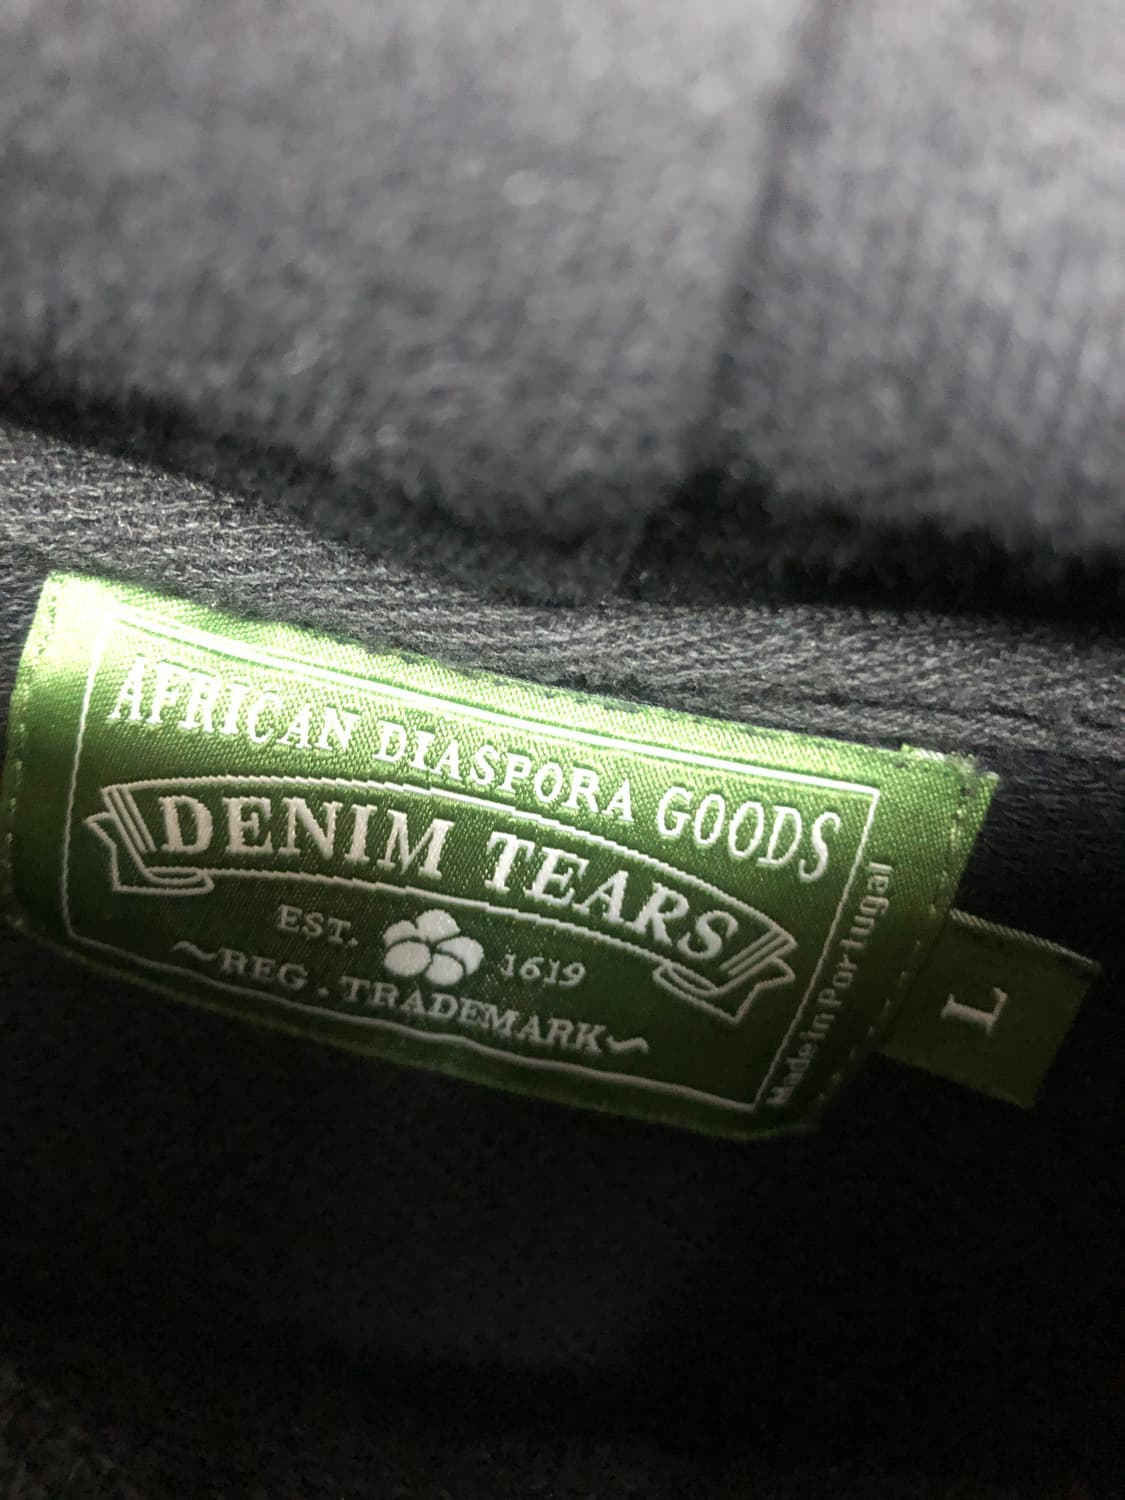 AFRICAN DIASPORA GOODS
DENIM TEARS
EST. 1619
~REG. TRADEMARK~
Made in Portugal
L